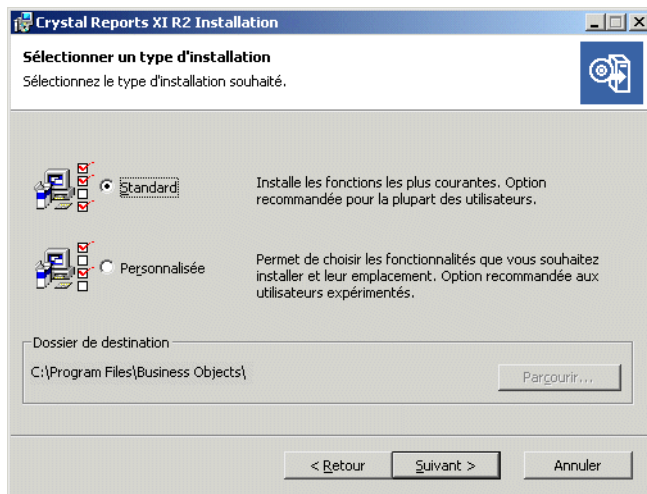 Crystal Reports XI R2 Installation
Sélectionner un type d'installation
Sélectionnez le type d'installation souhaité.
Standard
Installe les fonctions les plus courantes. Option
recommandée pour la plupart des utilisateurs.
Personnalisée
Permet de choisir les fonctionnalités que vous souhaitez
installer et leur emplacement. Option recommandée aux
utilisateurs expérimentés.
Dossier de destination
C:\Program Files\Business Objects\
Parcourir...
< Retour
Suivant >
Annuler